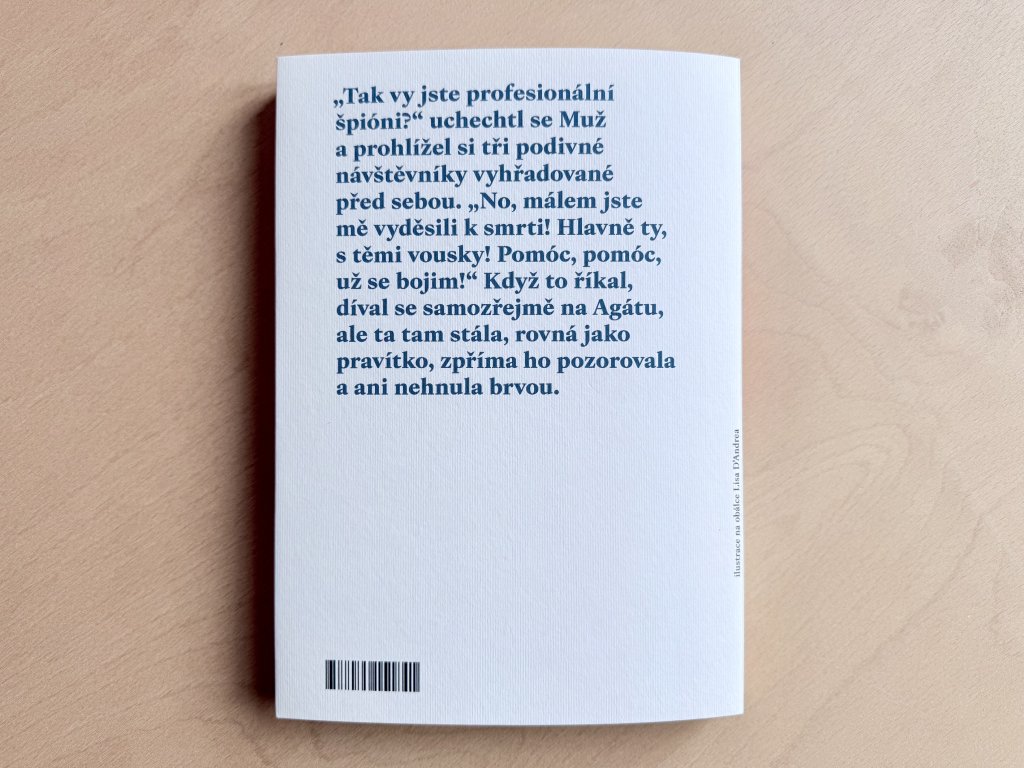 „Tak vy jste profesionální
špióni?“ uchechtl se Muž
a prohlížel si tři podivné
návštěvníky vyhřadované
před sebou. „No, málem jste
mě vyděsili k smrti! Hlavně ty,
s těmi vousky! Pomóc, pomóc,
už se bojim!“ Když to říkal,
díval se samozřejmě na Agátu,
ale ta tam stála, rovná jako
pravítko, zpříma ho pozorovala
a ani nehnula brvou.
ilustrace na obálce Lisa D'Andrea